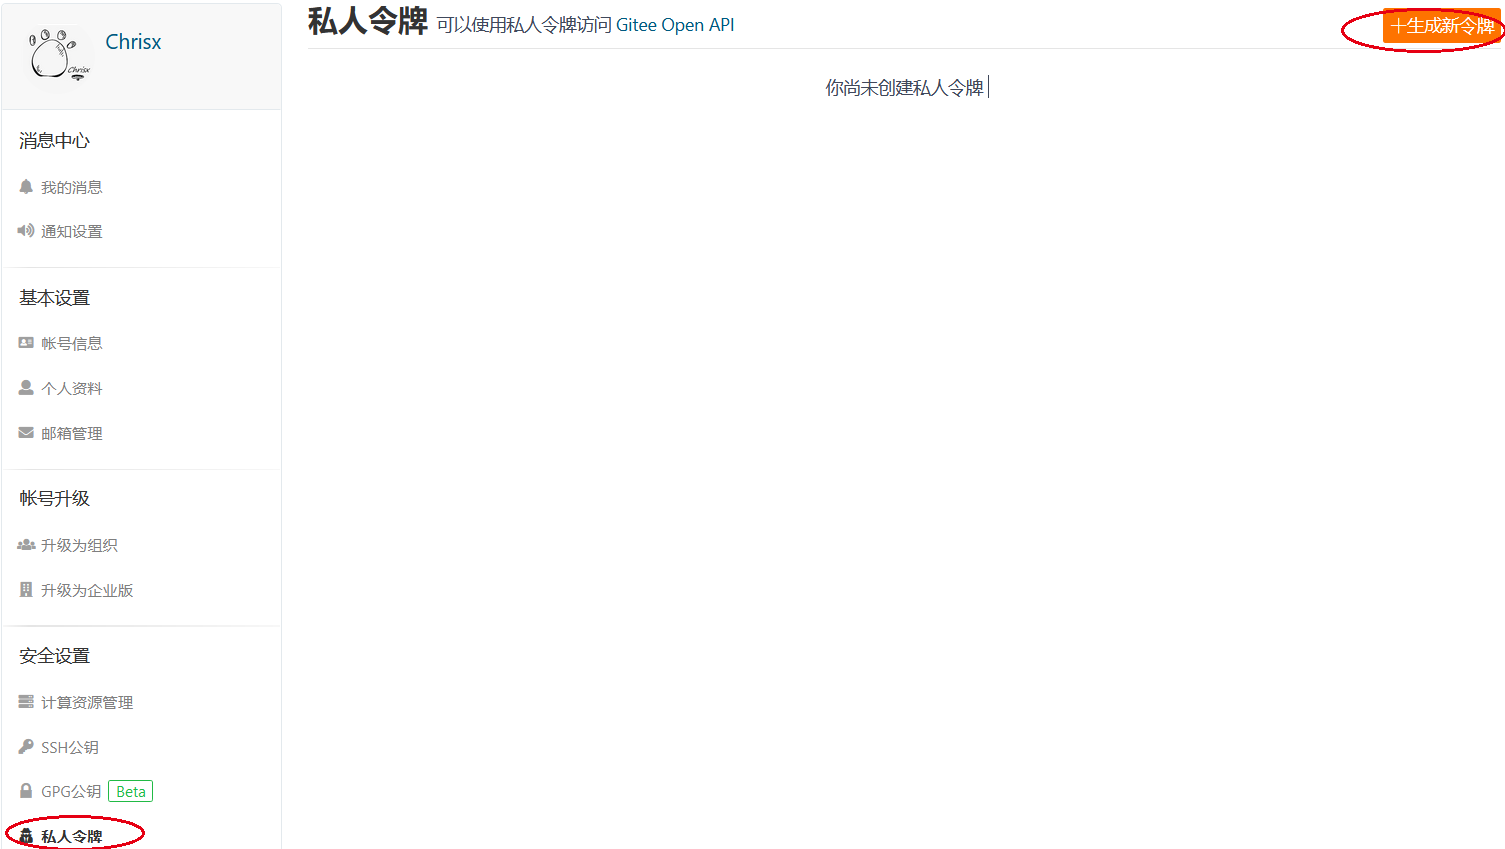 Chrisx
Chrisx
消息中心
我的消息
通知设置
基本设置
帐号信息
个人资料
邮箱管理
帐号升级
升级为组织
升级为企业版
安全设置
计算资源管理
SSH公钥
GPG公钥 Beta
私人令牌
私人令牌 可以使用私人令牌访问 Gitee Open API
十生成新令牌
你尚未创建私人令牌